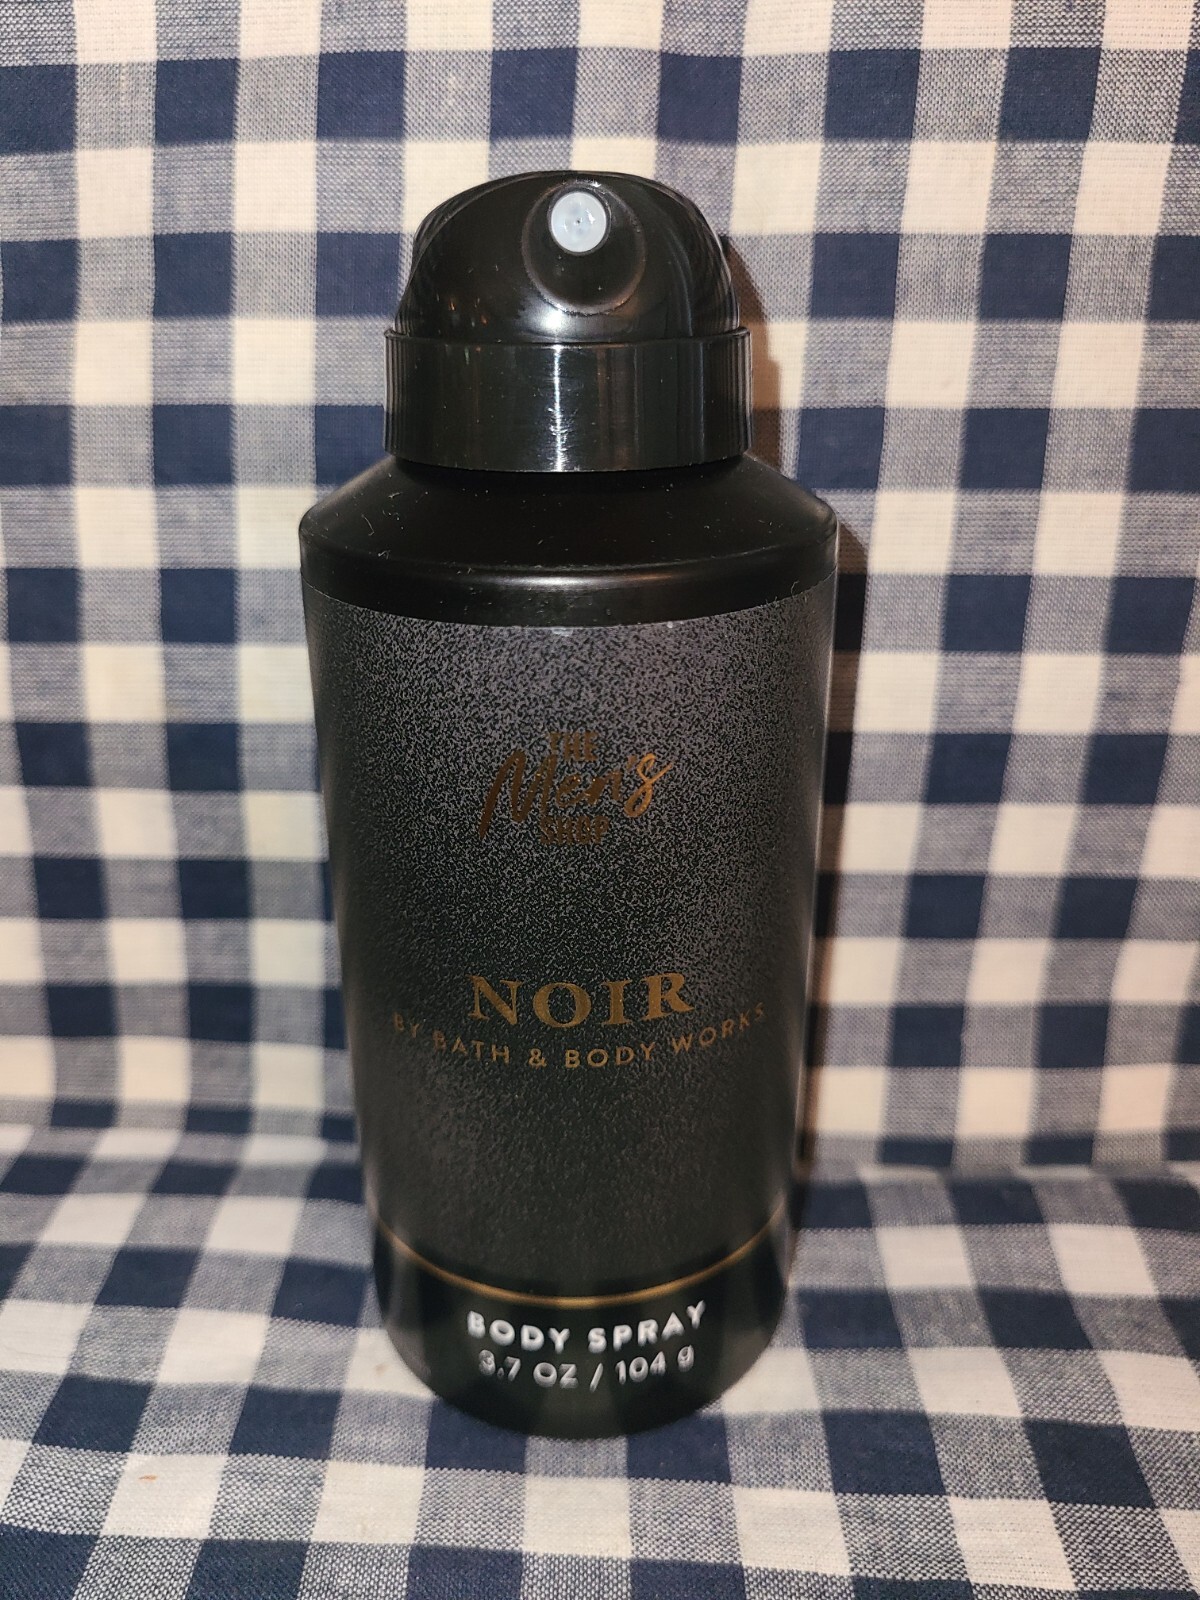 THE
Men's
SHOP
NOIR
BY BATH & BODY WORKS
BODY SPRAY
3.7 OZ / 104 g